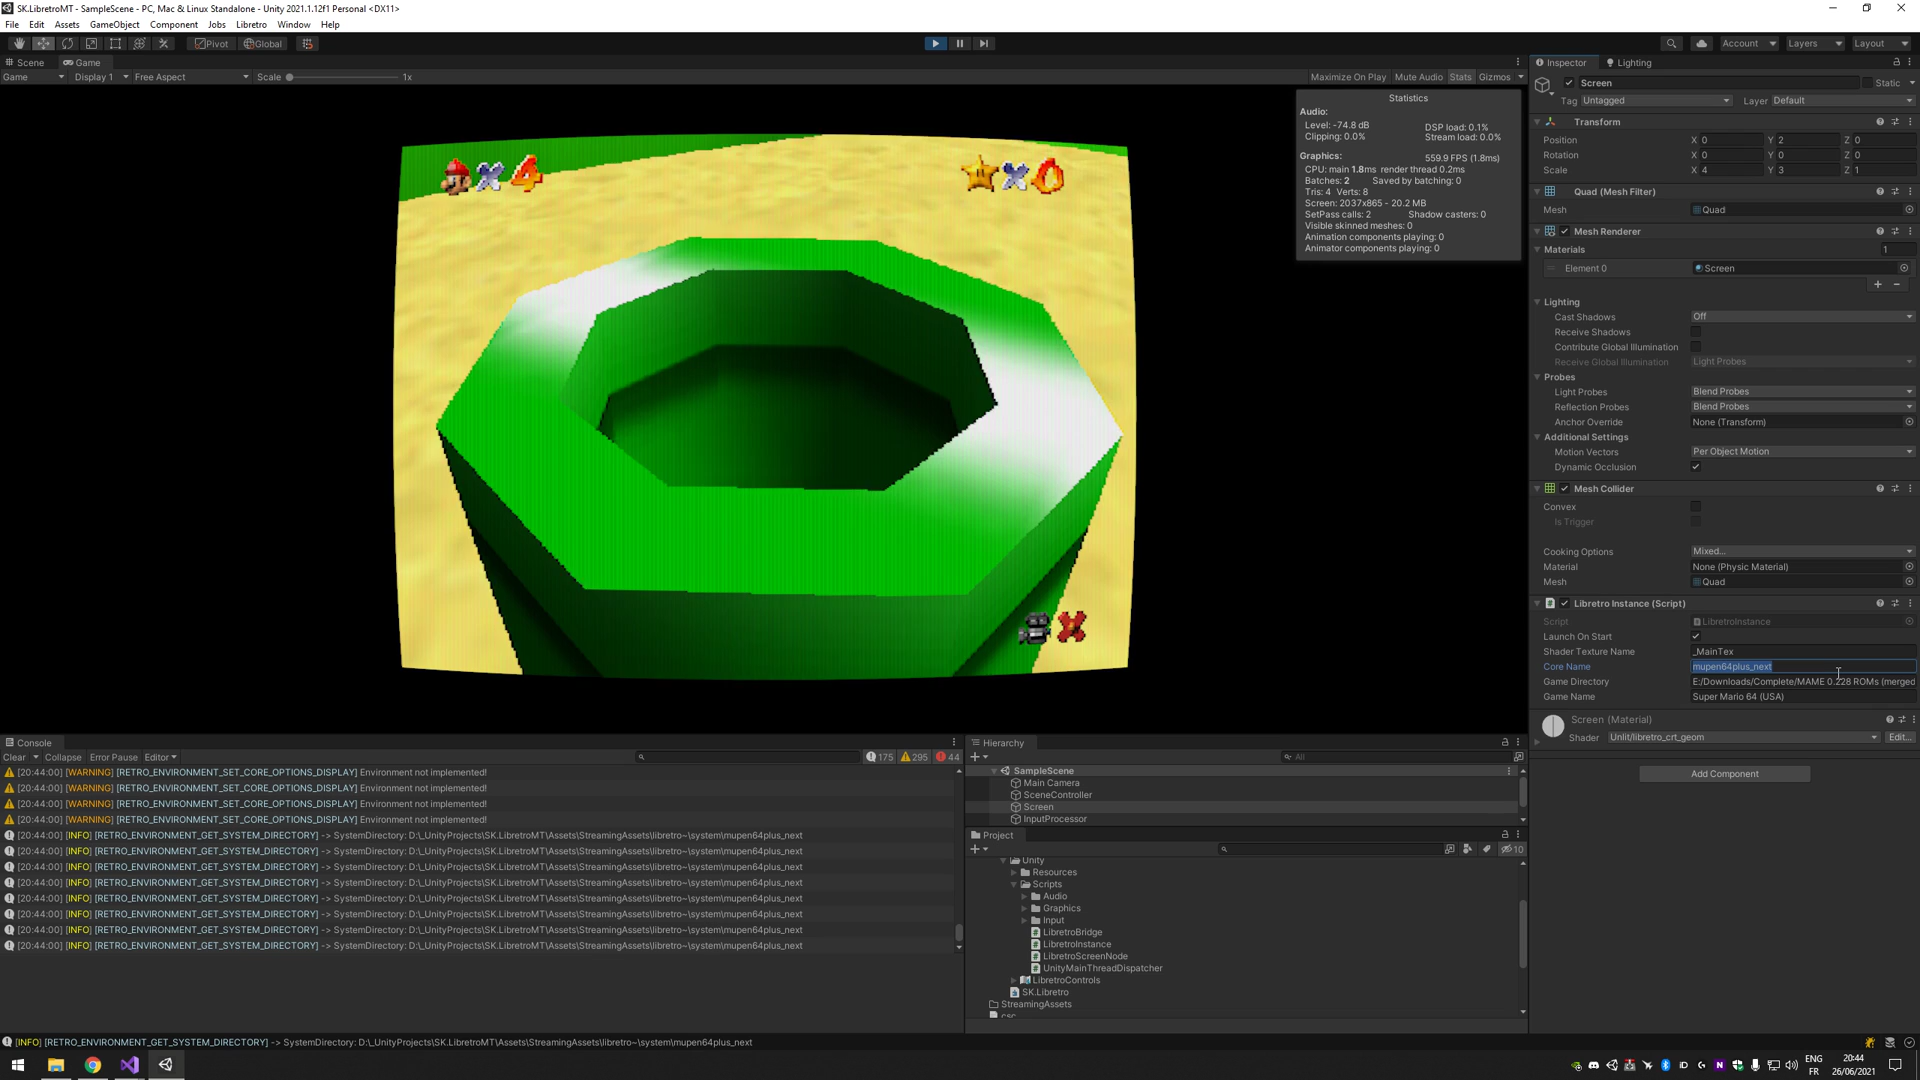 SK.LibretroMT - SampleScene - PC, Mac & Linux Standalone - Unity 2021.1.12f1 Personal <DX11>
File Edit Assets GameObject Component Jobs Libretro Window Help
Pivot Global
Account Layers Layout
Scene Game
Game Display 1 Free Aspect Scale 1x
Maximize On Play Mute Audio Stats Gizmos
4
0
Statistics
Audio:
Level: -74.8 dB DSP load: 0.1%
Clipping: 0.0% Stream load: 0.0%
Graphics: 559.9 FPS (1.8ms)
CPU: main 1.8ms render thread 0.2ms
Batches: 2 Saved by batching: 0
Tris: 4 Verts: 8
Screen: 2037x865 - 20.2 MB
SetPass calls: 2 Shadow casters: 0
Visible skinned meshes: 0
Animation components playing: 0
Animator components playing: 0
Inspector Lighting
Screen Static
Tag Untagged Layer Default
Transform
Position X 0 Y 2 Z 0
Rotation X 0 Y 0 Z 0
Scale X 4 Y 3 Z 1
Quad (Mesh Filter)
Mesh Quad
Mesh Renderer
Materials 1
Element 0 Screen
Lighting
Cast Shadows Off
Receive Shadows
Contribute Global Illumination
Receive Global Illumination Light Probes
Probes
Light Probes Blend Probes
Reflection Probes Blend Probes
Anchor Override None (Transform)
Additional Settings
Motion Vectors Per Object Motion
Dynamic Occlusion
Mesh Collider
Convex
Is Trigger
Cooking Options Mixed...
Material None (Physic Material)
Mesh Quad
Libretro Instance (Script)
Script LibretroInstance
Launch On Start
Shader Texture Name _MainTex
Core Name mupen64plus_next
Game Directory E:/Downloads/Complete/MAME 0.228 ROMs (merged
Game Name Super Mario 64 (USA)
Screen (Material)
Shader Unlit/libretro_crt_geom Edit...
Add Component
Console
Clear Collapse Error Pause Editor 175 295 44
[20:44:00] [WARNING] [RETRO_ENVIRONMENT_SET_CORE_OPTIONS_DISPLAY] Environment not implemented!
[20:44:00] [WARNING] [RETRO_ENVIRONMENT_SET_CORE_OPTIONS_DISPLAY] Environment not implemented!
[20:44:00] [WARNING] [RETRO_ENVIRONMENT_SET_CORE_OPTIONS_DISPLAY] Environment not implemented!
[20:44:00] [WARNING] [RETRO_ENVIRONMENT_SET_CORE_OPTIONS_DISPLAY] Environment not implemented!
[20:44:00] [INFO] [RETRO_ENVIRONMENT_GET_SYSTEM_DIRECTORY] -> SystemDirectory: D:\_UnityProjects\SK.LibretroMT\Assets\StreamingAssets\libretro~\system\mupen64plus_next
[20:44:00] [INFO] [RETRO_ENVIRONMENT_GET_SYSTEM_DIRECTORY] -> SystemDirectory: D:\_UnityProjects\SK.LibretroMT\Assets\StreamingAssets\libretro~\system\mupen64plus_next
[20:44:00] [INFO] [RETRO_ENVIRONMENT_GET_SYSTEM_DIRECTORY] -> SystemDirectory: D:\_UnityProjects\SK.LibretroMT\Assets\StreamingAssets\libretro~\system\mupen64plus_next
[20:44:00] [INFO] [RETRO_ENVIRONMENT_GET_SYSTEM_DIRECTORY] -> SystemDirectory: D:\_UnityProjects\SK.LibretroMT\Assets\StreamingAssets\libretro~\system\mupen64plus_next
[20:44:00] [INFO] [RETRO_ENVIRONMENT_GET_SYSTEM_DIRECTORY] -> SystemDirectory: D:\_UnityProjects\SK.LibretroMT\Assets\StreamingAssets\libretro~\system\mupen64plus_next
[20:44:00] [INFO] [RETRO_ENVIRONMENT_GET_SYSTEM_DIRECTORY] -> SystemDirectory: D:\_UnityProjects\SK.LibretroMT\Assets\StreamingAssets\libretro~\system\mupen64plus_next
[20:44:00] [INFO] [RETRO_ENVIRONMENT_GET_SYSTEM_DIRECTORY] -> SystemDirectory: D:\_UnityProjects\SK.LibretroMT\Assets\StreamingAssets\libretro~\system\mupen64plus_next
[20:44:00] [INFO] [RETRO_ENVIRONMENT_GET_SYSTEM_DIRECTORY] -> SystemDirectory: D:\_UnityProjects\SK.LibretroMT\Assets\StreamingAssets\libretro~\system\mupen64plus_next
Hierarchy
All
SampleScene
Main Camera
SceneController
Screen
InputProcessor
Project
10
Unity
Resources
Scripts
Audio
Graphics
Input
LibretroBridge
LibretroInstance
LibretroScreenNode
UnityMainThreadDispatcher
LibretroControls
SK.Libretro
StreamingAssets
csc
[INFO] [RETRO_ENVIRONMENT_GET_SYSTEM_DIRECTORY] -> SystemDirectory: D:\_UnityProjects\SK.LibretroMT\Assets\StreamingAssets\libretro~\system\mupen64plus_next
ENG
FR
20:44
26/06/2021